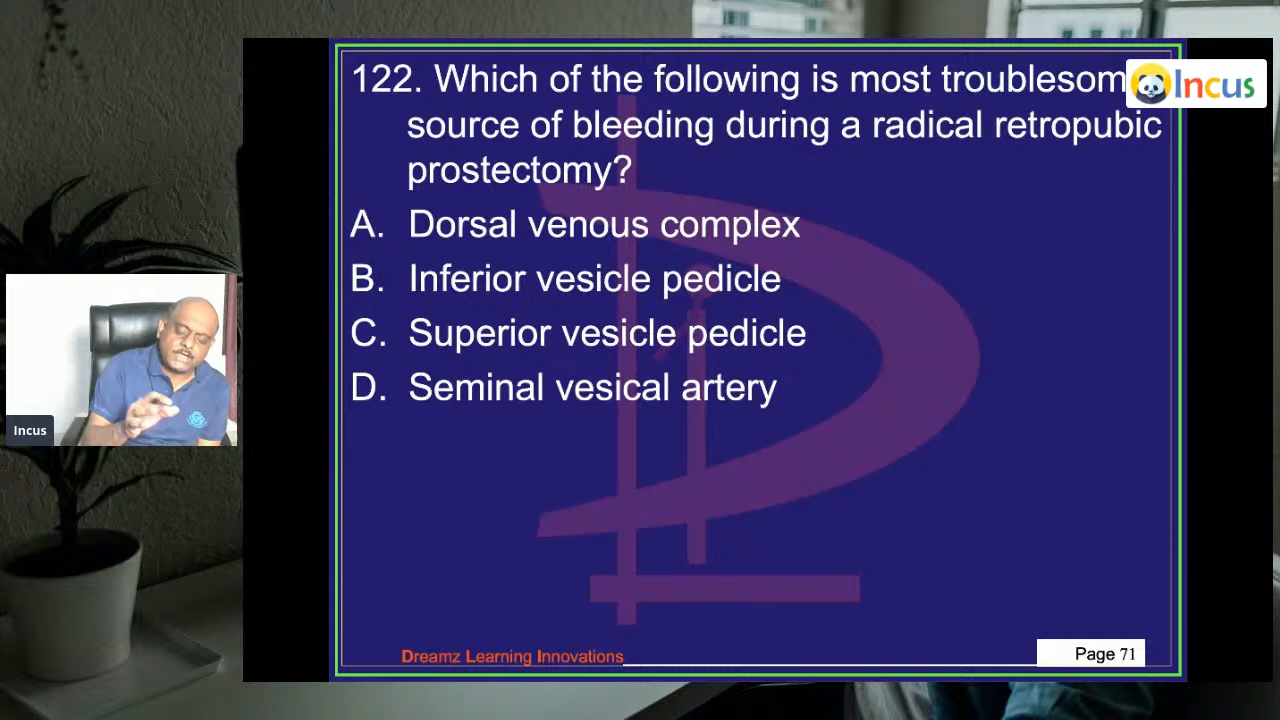 122. Which of the following is most troublesom
Incus
source of bleeding during a radical retropubic
prostectomy?
A. Dorsal venous complex
B. Inferior vesicle pedicle
C. Superior vesicle pedicle
D. Seminal vesical artery
Incus
Dreamz Learning Innovations
Page 71